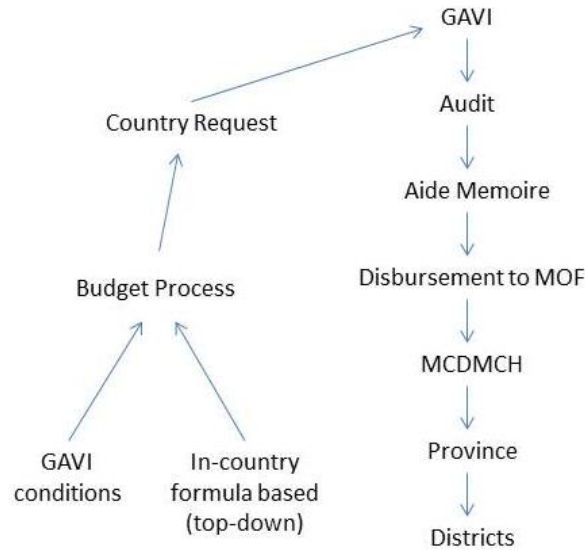 GAVI
Audit
Country Request
Aide Memoire
Budget Process
Disbursement to MOF
MCDMCH
GAVI
conditions
In-country
formula based
(top-down)
Province
Districts